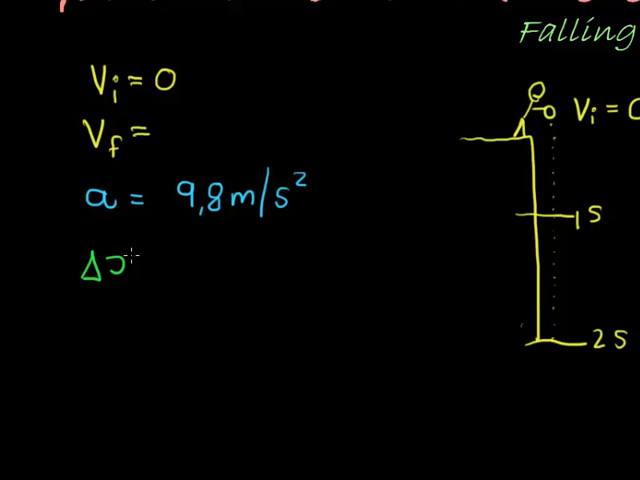 Falling
Vi = 0
Vi = 0
Vf =
a = 9,8 m/s²
1 s
Δ
2 s